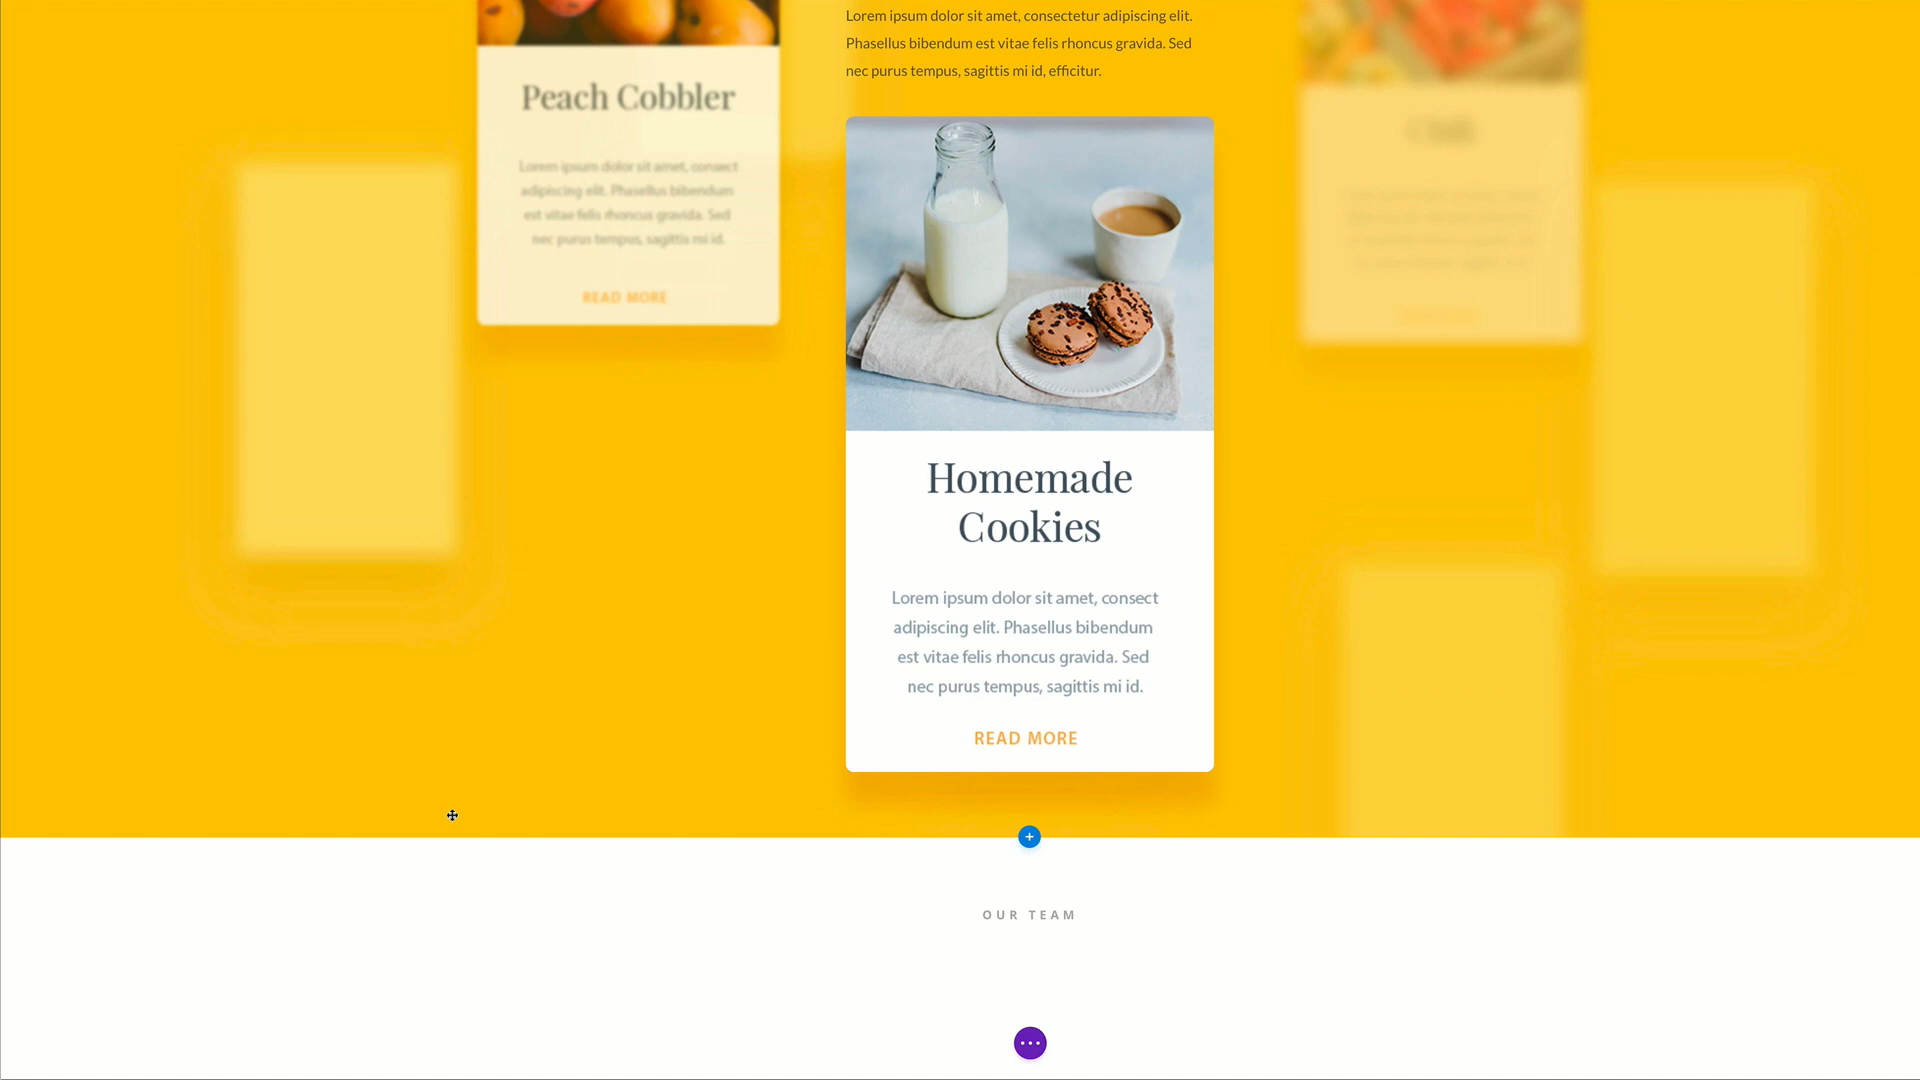 Lorem ipsum dolor sit amet, consectetur adipiscing elit.
Phasellus bibendum est vitae felis rhoncus gravida. Sed
nec purus tempus, sagittis mi id, efficitur.
Peach Cobbler
Lorem ipsum dolor sit amet, consect
adipiscing elit. Phasellus bibendum
est vitae felis rhoncus gravida. Sed
nec purus tempus, sagittis mi id.
READ MORE
Homemade
Cookies
Lorem ipsum dolor sit amet, consect
adipiscing elit. Phasellus bibendum
est vitae felis rhoncus gravida. Sed
nec purus tempus, sagittis mi id.
READ MORE
OUR TEAM